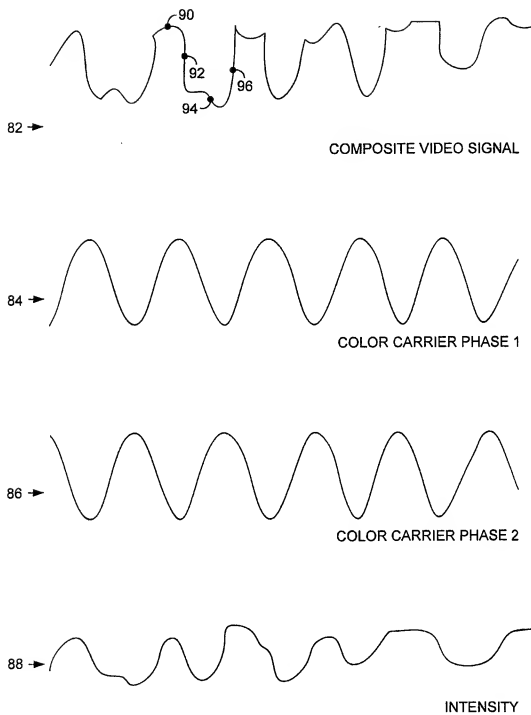 90
92
96
94
82
COMPOSITE VIDEO SIGNAL
84
COLOR CARRIER PHASE 1
86
COLOR CARRIER PHASE 2
88
INTENSITY